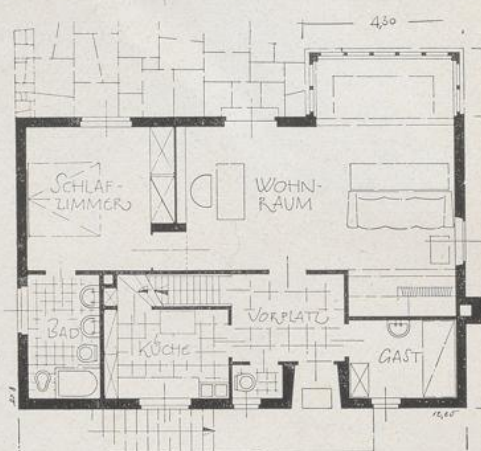 4,30
SCHLAF-
ZIMMER
WOHN-
RAUM
BAD
KÜCHE
VORPLATZ
GAST